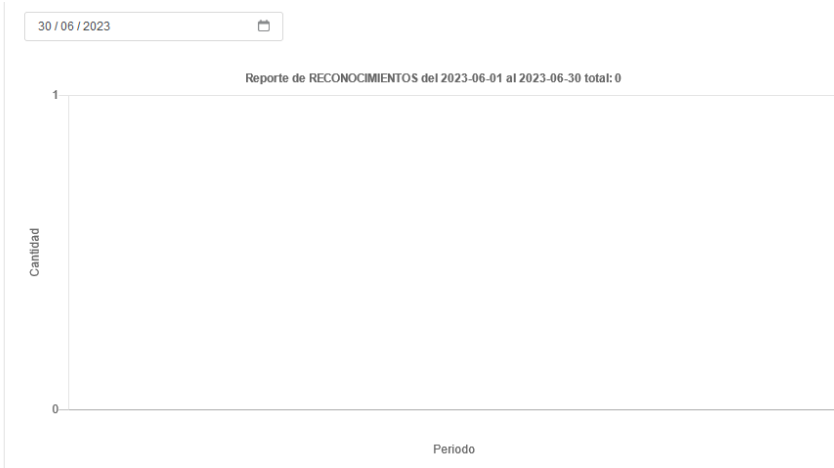 30 / 06 / 2023
Reporte de RECONOCIMIENTOS del 2023-06-01 al 2023-06-30 total: 0
1
Cantidad
0
Periodo